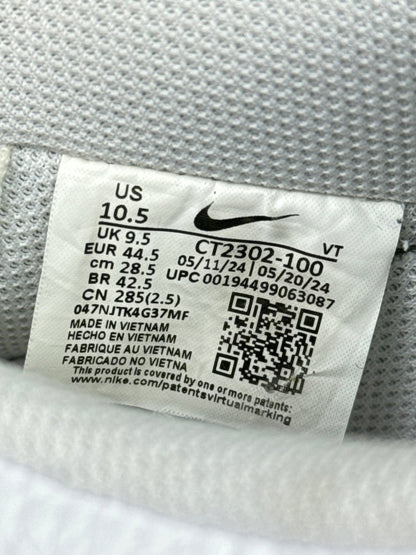 US
10.5
UK 9.5
EUR 44.5
cm 28.5
BR 42.5
CN 285(2.5)
047NJTK4G37MF
CT2302-100 VT
05/11/24 | 05/20/24
UPC 00194499063087
MADE IN VIETNAM
HECHO EN VIETNAM
FABRIQUE AU VIETNAM
FABRICADO NO VIETNA
This product is covered by one or more patents:
www.nike.com/patentsvirtualmarking